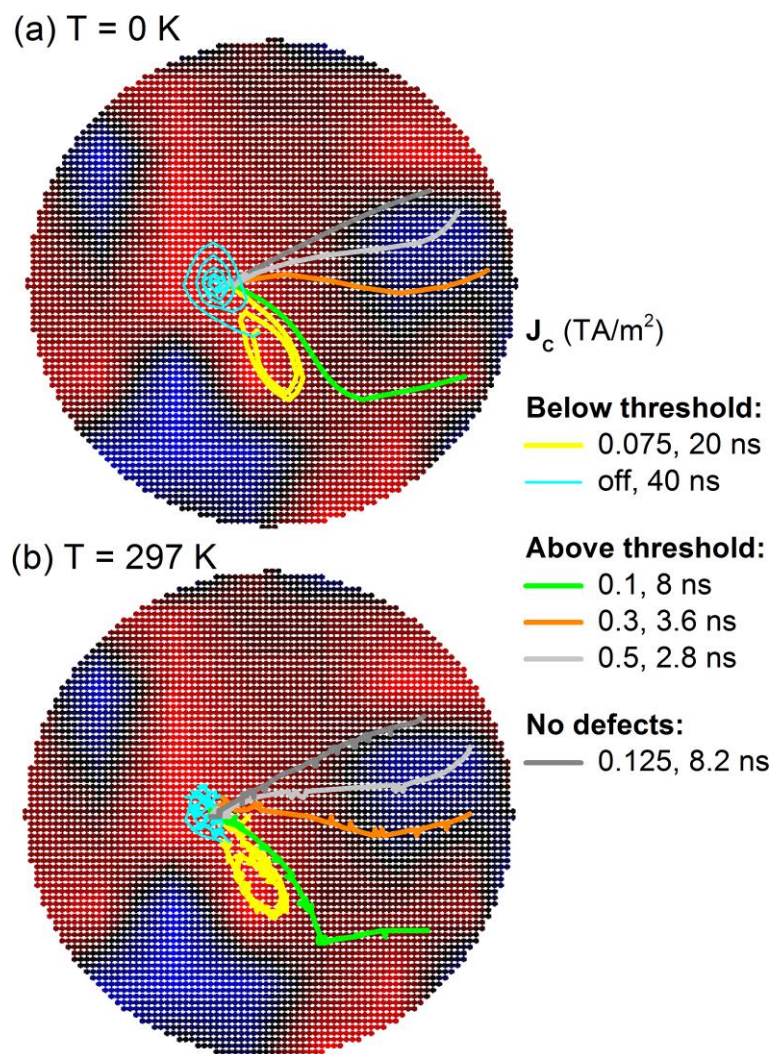 (a) T = 0 K
J_c (TA/m²)
Below threshold:
0.075, 20 ns
off, 40 ns
(b) T = 297 K
Above threshold:
0.1, 8 ns
0.3, 3.6 ns
0.5, 2.8 ns
No defects:
0.125, 8.2 ns